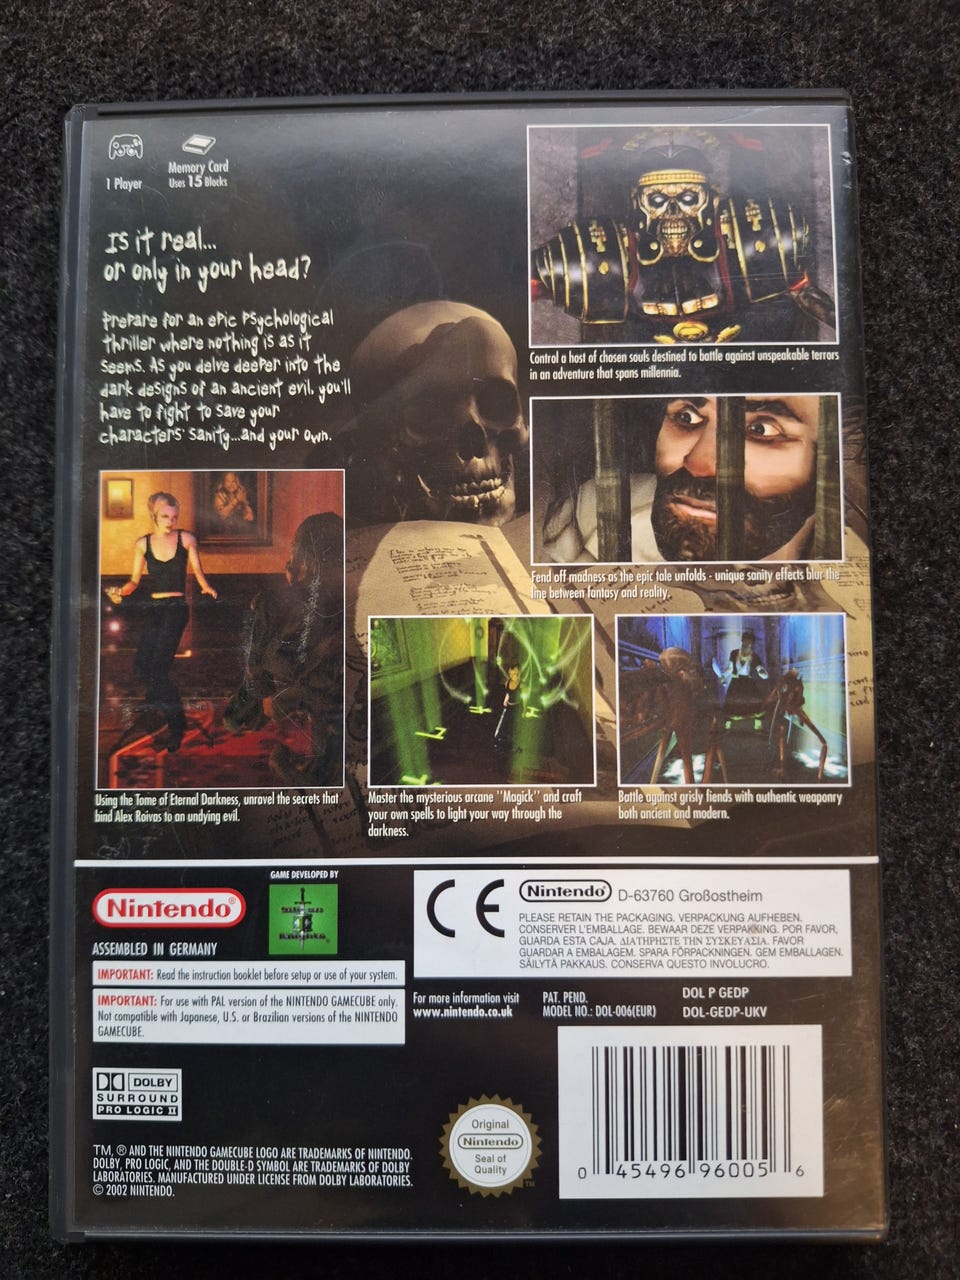 1 Player
Memory Card
Uses 15 Blocks
Is it real...
or only in your head?
Prepare for an epic psychological
thriller where nothing is as it
seems. As you delve deeper into the
dark designs of an ancient evil, you'll
have to fight to save your
characters' sanity...and your own.
Control a host of chosen souls destined to battle against unspeakable terrors
in an adventure that spans millennia.
Fend off madness as the epic tale unfolds - unique sanity effects blur the
line between fantasy and reality.
Using the Tome of Eternal Darkness, unravel the secrets that
bind Alex Roivas to an undying evil.
Master the mysterious arcane "Magick" and craft
your own spells to light your way through the
darkness.
Battle against grisly fiends with authentic weaponry
both ancient and modern.
Nintendo®
ASSEMBLED IN GERMANY
GAME DEVELOPED BY
Silicon
Knights®
IMPORTANT: Read the instruction booklet before setup or use of your system.
IMPORTANT: For use with PAL version of the NINTENDO GAMECUBE only.
Not compatible with Japanese, U.S. or Brazilian versions of the NINTENDO
GAMECUBE.
CE Nintendo® D-63760 Großostheim
PLEASE RETAIN THE PACKAGING. VERPACKUNG AUFHEBEN.
CONSERVER L'EMBALLAGE. BEWAAR DEZE VERPAKKING. POR FAVOR,
GUARDA ESTA CAJA. ΔΙΑΤΗΡΗΣΤΕ ΤΗΝ ΣΥΣΚΕΥΑΣΙΑ. FAVOR
GUARDAR A EMBALAGEM. SPARA FÖRPACKNINGEN. GEM EMBALLAGEN.
SÄILYTÄ PAKKAUS. CONSERVA QUESTO INVOLUCRO.
For more information visit
www.nintendo.co.uk
PAT. PEND.
MODEL NO.: DOL-006(EUR)
DOL P GEDP
DOL-GEDP-UKV
DOLBY
SURROUND
PRO LOGIC II
TM, ® AND THE NINTENDO GAMECUBE LOGO ARE TRADEMARKS OF NINTENDO.
DOLBY, PRO LOGIC, AND THE DOUBLE-D SYMBOL ARE TRADEMARKS OF DOLBY
LABORATORIES. MANUFACTURED UNDER LICENSE FROM DOLBY LABORATORIES.
© 2002 NINTENDO.
Original
Nintendo®
Seal of
Quality
TM
0 45496 96005 6